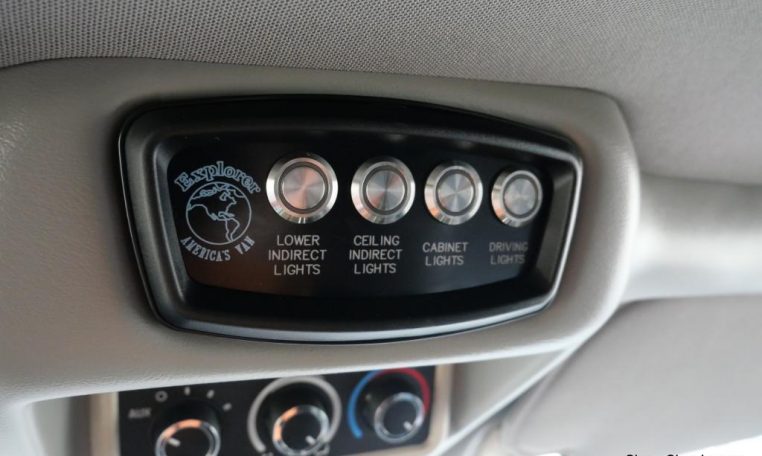 Explorer
AMERICA'S VAN
LOWER
INDIRECT
LIGHTS
CEILING
INDIRECT
LIGHTS
CABINET
LIGHTS
DRIVING
LIGHTS
AUX